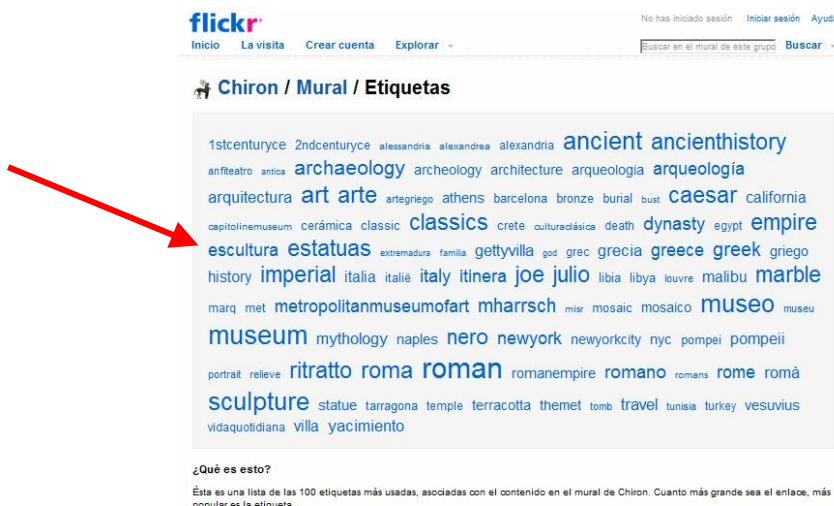 flickr
No has iniciado sesión Iniciar sesión Ayuda
Inicio La visita Crear cuenta Explorar
Buscar en el mural de este grupo Buscar
Chiron / Mural / Etiquetas
1stcenturyce 2ndcenturyce alessandria alexandrea alexandria ancient ancienthistory
anfiteatro antica archaeology archeology architecture arqueologia arqueología
arquitectura art arte artegriego athens barcelona bronze burial bust caesar california
capitolinemuseum cerámica classic classics crete culturaclásica death dynasty egypt empire
escultura estatuas extremadura familia gettyvilla god grec grecia greece greek griego
history imperial italia italië italy itinera joe julio libia libya louvre malibu marble
marq met metropolitanmuseumofart mharrsch misr mosaic mosaico museo museu
museum mythology naples nero newyork newyorkcity nyc pompei pompeii
portrait relieve ritratto roma roman romanempire romano romans rome romà
sculpture statue tarragona temple terracotta themet tomb travel tunisia turkey vesuvius
vidaquotidiana villa yacimiento
¿Qué es esto?
Ésta es una lista de las 100 etiquetas más usadas, asociadas con el contenido en el mural de Chiron. Cuanto más grande sea el enlace, más
popular es la etiqueta.